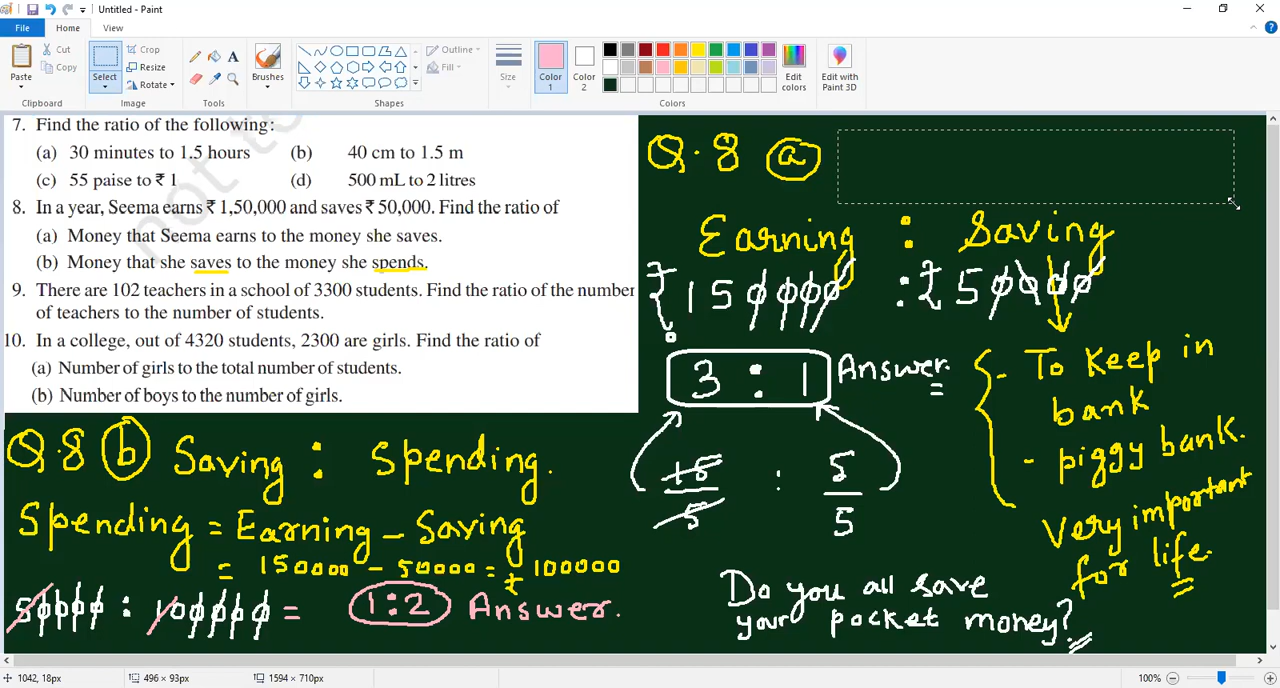 Untitled - Paint
File
Home
View
Paste
Cut
Copy
Clipboard
Select
Crop
Resize
Rotate
Image
A
Tools
Brushes
Outline
Fill
Shapes
Size
Color 1
Color 2
Edit colors
Colors
Edit with Paint 3D
7. Find the ratio of the following:
(a) 30 minutes to 1.5 hours (b) 40 cm to 1.5 m
(c) 55 paise to ₹ 1 (d) 500 mL to 2 litres
8. In a year, Seema earns ₹ 1,50,000 and saves ₹ 50,000. Find the ratio of
(a) Money that Seema earns to the money she saves.
(b) Money that she saves to the money she spends.
9. There are 102 teachers in a school of 3300 students. Find the ratio of the number
of teachers to the number of students.
10. In a college, out of 4320 students, 2300 are girls. Find the ratio of
(a) Number of girls to the total number of students.
(b) Number of boys to the number of girls.
not to
Q.8 (a)
Earning : Saving
₹ 150000 : ₹ 50000
3 : 1 Answer.
15/5 : 5/5
- To keep in
bank
- piggy bank.
very important
for life.
Do you all save
your pocket money?
Q.8 (b) Saving : Spending.
Spending = Earning - Saving
= 150000 - 50000 = ₹ 100000
50000 : 100000 = 1:2 Answer.
1042, 18px
496 × 93px
1594 × 710px
100%